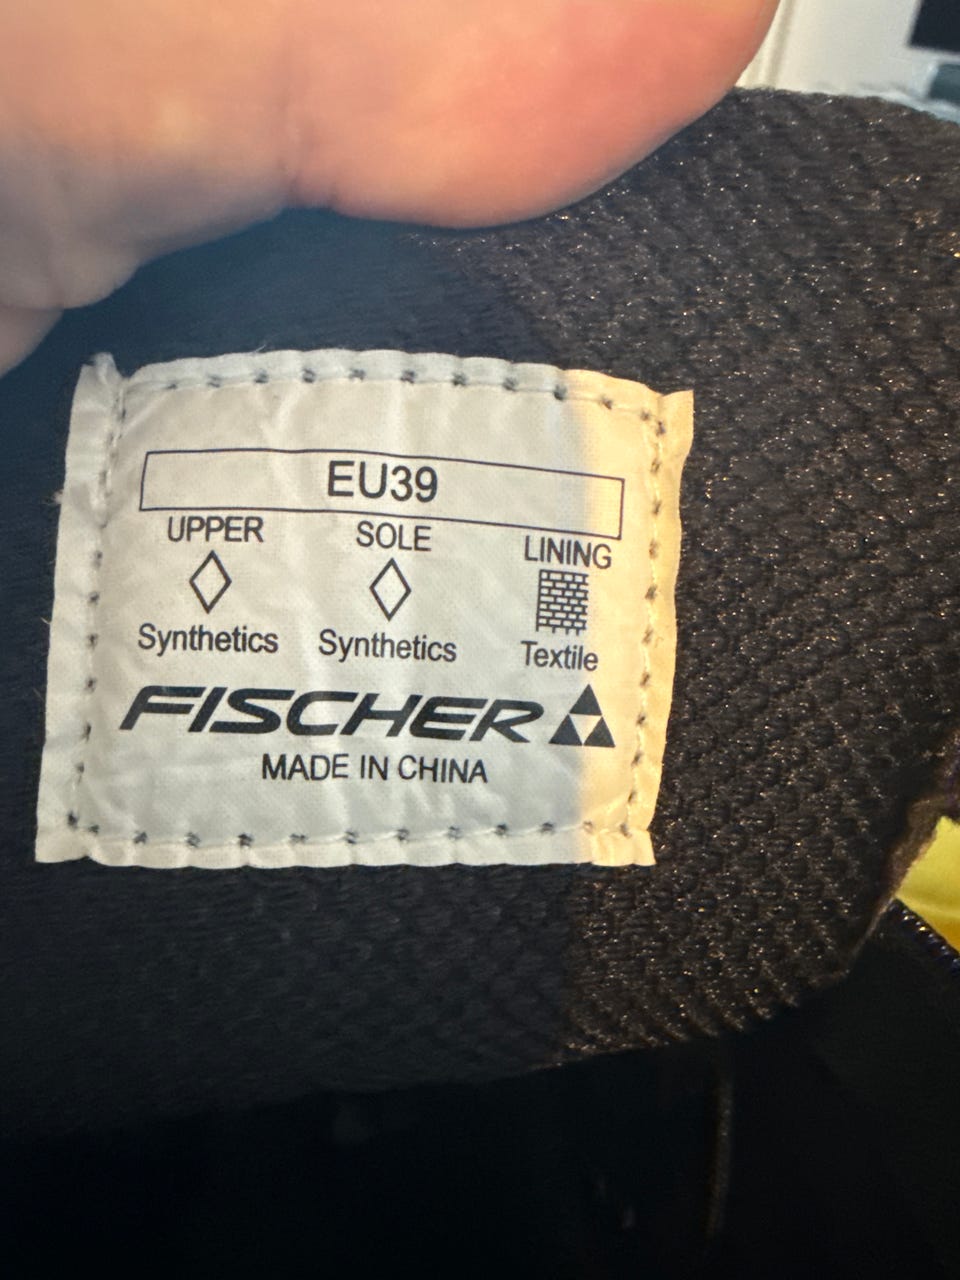 EU39
UPPER SOLE LINING
Synthetics Synthetics Textile
FISCHER
MADE IN CHINA